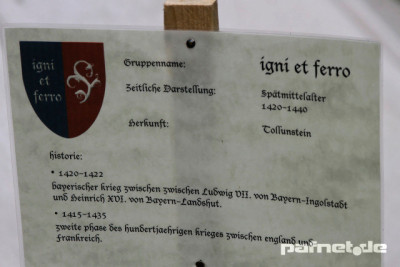 igni et ferro
igni
et
ferro
Gruppenname:
Zeitliche Darstellung:
Spätmittelalter
1420-1440
Herkunft:
Tollunstein
historie:
• 1420-1422
bayerischer krieg zwischen zwischen Ludwig VII. von Bayern-Ingolstadt
und Heinrich XVI. von Bayern-Landshut.
• 1415-1435
zweite phase des hundertjaehrigen krieges zwischen england und
frankreich.
pafnet.de